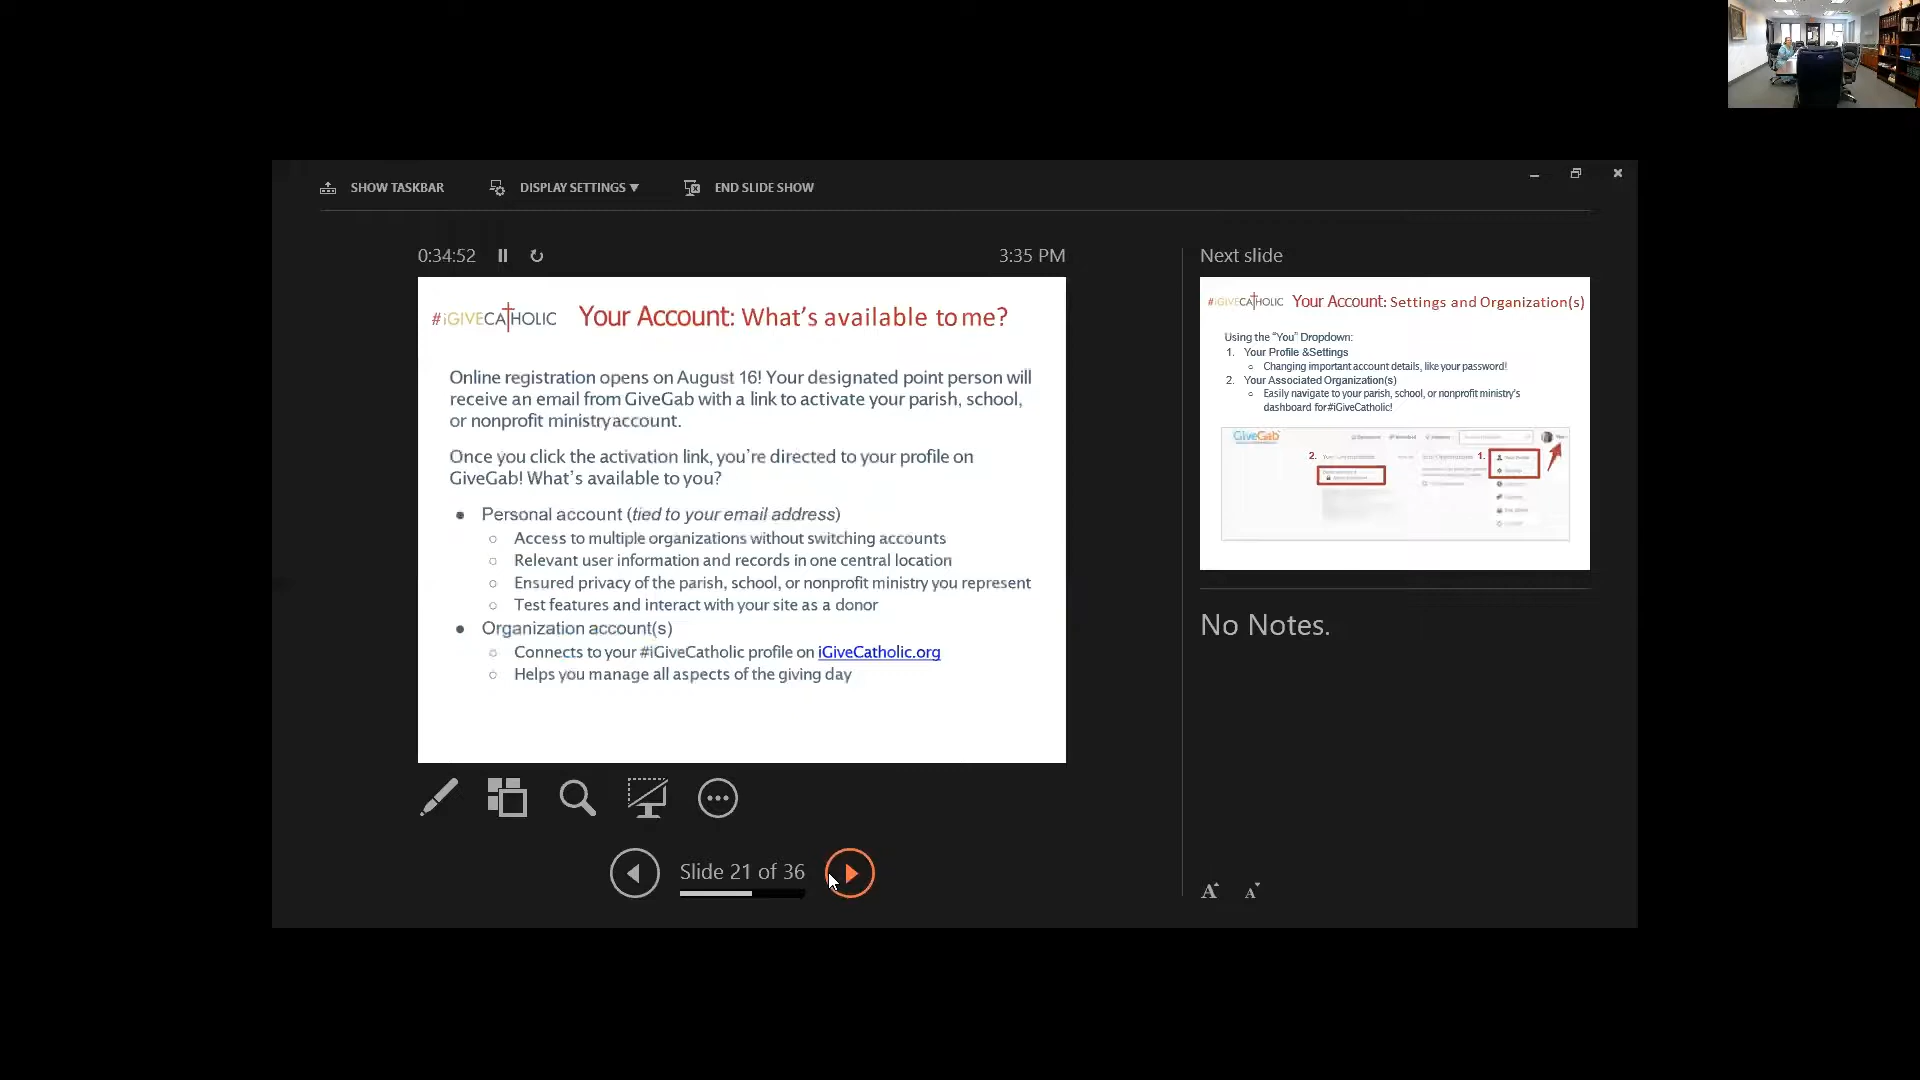 SHOW TASKBAR
DISPLAY SETTINGS ▼
END SLIDE SHOW
0:34:52
3:35 PM
#iGIVECATHOLIC
Your Account: What's available to me?
Online registration opens on August 16! Your designated point person will
receive an email from GiveGab with a link to activate your parish, school,
or nonprofit ministry account.
Once you click the activation link, you're directed to your profile on
GiveGab! What's available to you?
● Personal account (tied to your email address)
○ Access to multiple organizations without switching accounts
○ Relevant user information and records in one central location
○ Ensured privacy of the parish, school, or nonprofit ministry you represent
○ Test features and interact with your site as a donor
● Organization account(s)
○ Connects to your #iGiveCatholic profile on iGiveCatholic.org
○ Helps you manage all aspects of the giving day
Slide 21 of 36
Next slide
#iGIVECATHOLIC
Your Account: Settings and Organization(s)
Using the "You" Dropdown:
1. Your Profile &Settings
○ Changing important account details, like your password!
2. Your Associated Organization(s)
○ Easily navigate to your parish, school, or nonprofit ministry's
dashboard for #iGiveCatholic!
GiveGab
2.
1.
No Notes.
A
A